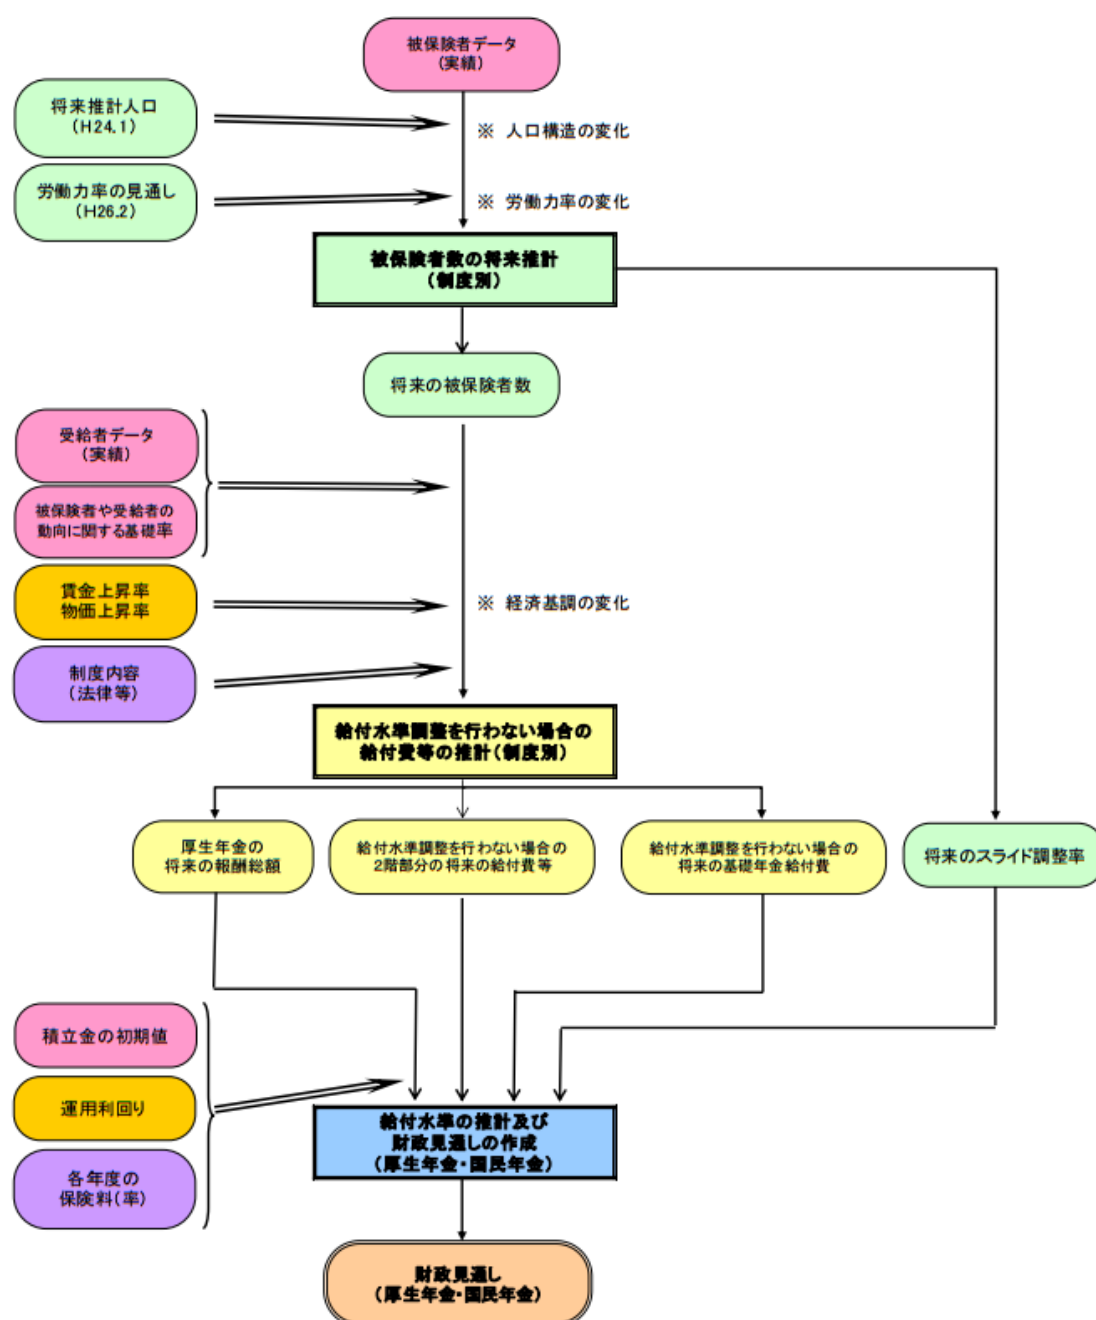 被保険者データ
(実績)
将来推計人口
(H24.1)
※ 人口構造の変化
労働力率の見通し
(H26.2)
※ 労働力率の変化
被保険者数の将来推計
(制度別)
将来の被保険者数
受給者データ
(実績)
被保険者や受給者の
動向に関する基礎率
賃金上昇率
物価上昇率
※ 経済基調の変化
制度内容
(法律等)
給付水準調整を行わない場合の
給付費等の推計(制度別)
厚生年金の
将来の報酬総額
給付水準調整を行わない場合の
2階部分の将来の給付費等
給付水準調整を行わない場合の
将来の基礎年金給付費
将来のスライド調整率
積立金の初期値
運用利回り
各年度の
保険料(率)
給付水準の推計及び
財政見通しの作成
(厚生年金・国民年金)
財政見通し
(厚生年金・国民年金)